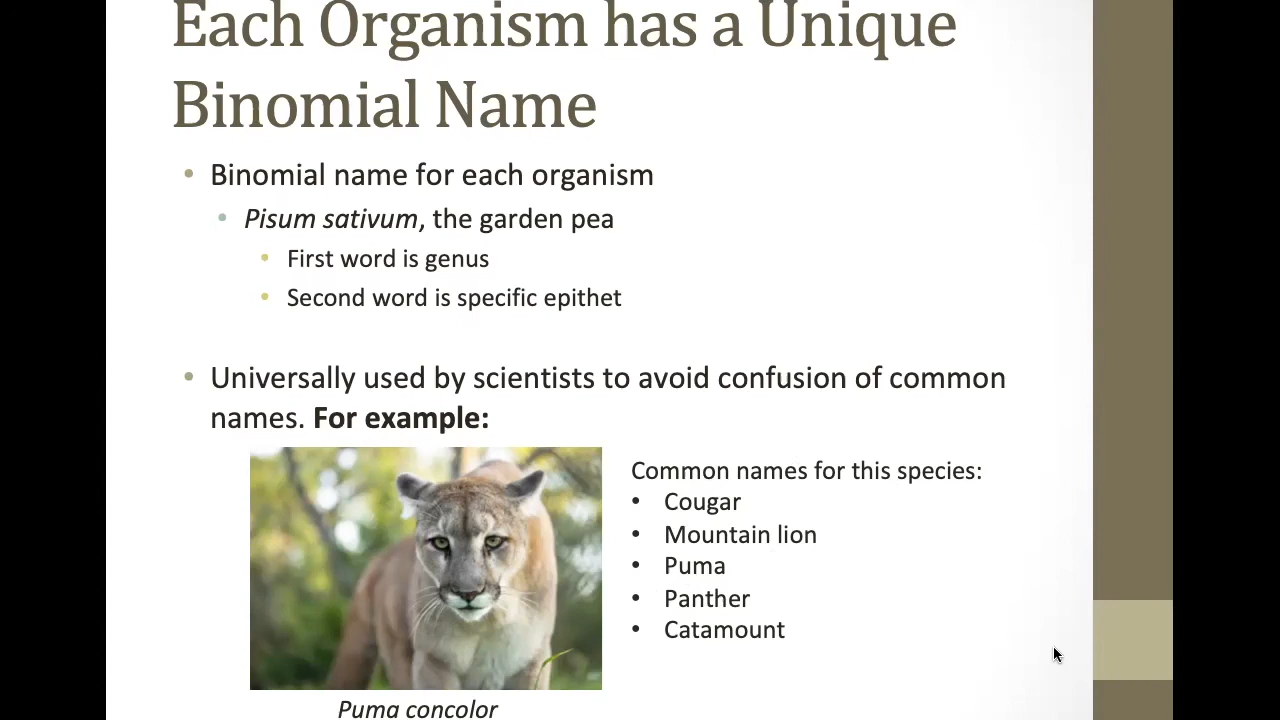 Each Organism has a Unique
Binomial Name
• Binomial name for each organism
• Pisum sativum, the garden pea
• First word is genus
• Second word is specific epithet
• Universally used by scientists to avoid confusion of common
names. For example:
Common names for this species:
• Cougar
• Mountain lion
• Puma
• Panther
• Catamount
Puma concolor